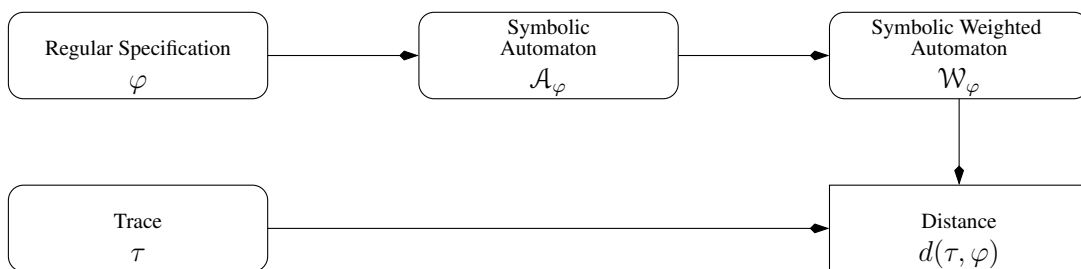 Regular Specification
φ
Symbolic
Automaton
𝒜_φ
Symbolic Weighted
Automaton
𝒲_φ
Trace
τ
Distance
d(τ, φ)